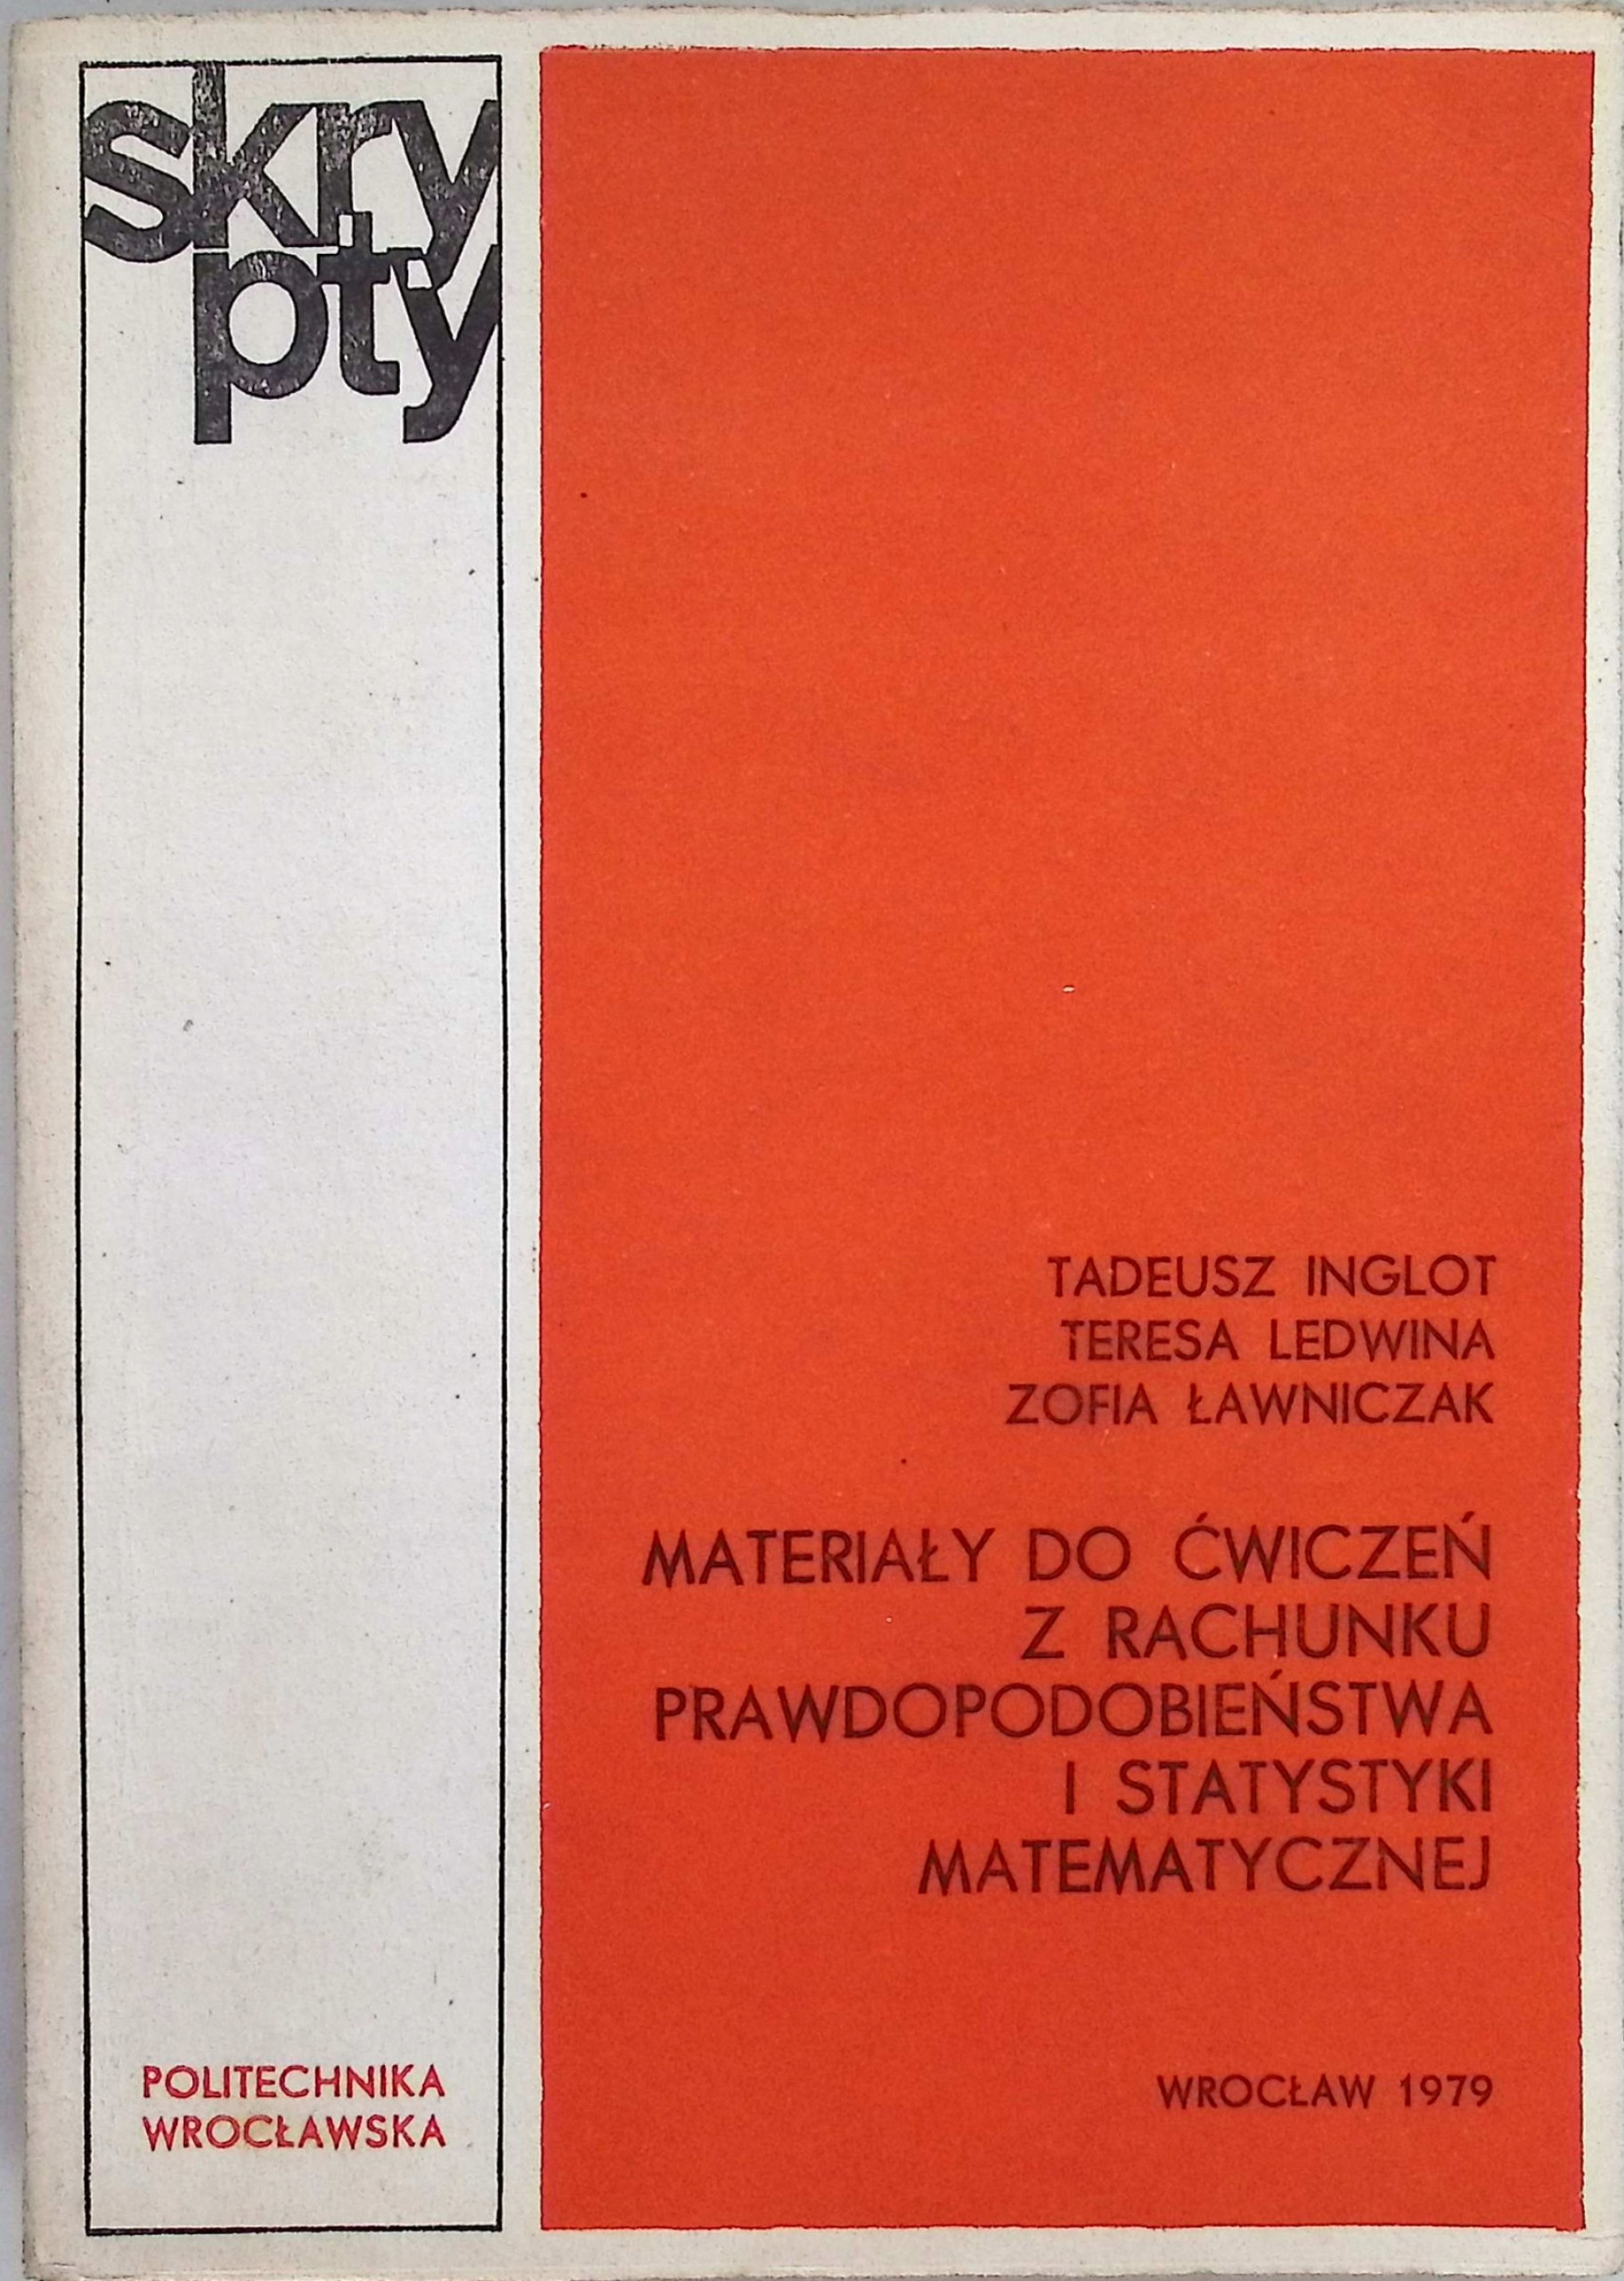 skry
pty
TADEUSZ INGLOT
TERESA LEDWINA
ZOFIA ŁAWNICZAK
MATERIAŁY DO ĆWICZEŃ
Z RACHUNKU
PRAWDOPODOBIEŃSTWA
I STATYSTYKI
MATEMATYCZNEJ
POLITECHNIKA
WROCŁAWSKA
WROCŁAW 1979